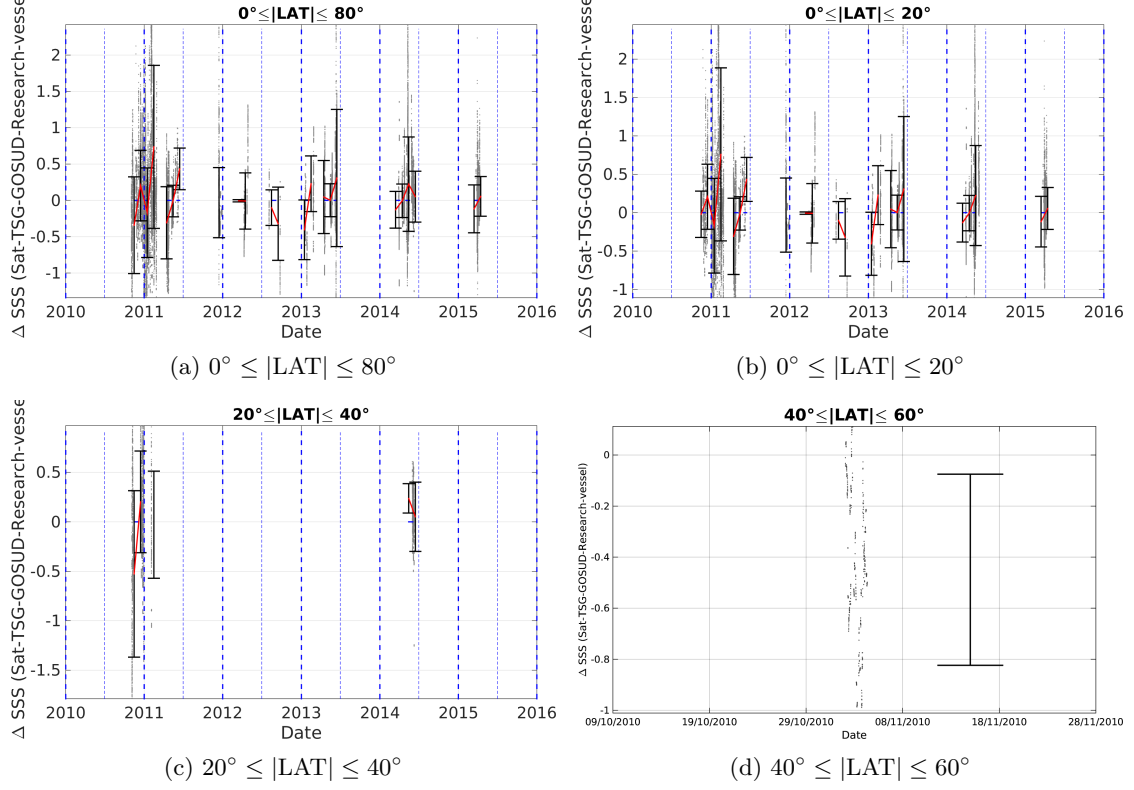 0°≤|LAT|≤ 80°
Δ SSS (Sat-TSG-GOSUD-Research-vesse
2
1.5
1
0.5
0
-0.5
-1
2010 2011 2012 2013 2014 2015 2016
Date
(a) 0° ≤ |LAT| ≤ 80°
0°≤|LAT|≤ 20°
Δ SSS (Sat-TSG-GOSUD-Research-vesse
2
1.5
1
0.5
0
-0.5
-1
2010 2011 2012 2013 2014 2015 2016
Date
(b) 0° ≤ |LAT| ≤ 20°
20°≤|LAT|≤ 40°
Δ SSS (Sat-TSG-GOSUD-Research-vesse
0.5
0
-0.5
-1
-1.5
2010 2011 2012 2013 2014 2015 2016
Date
(c) 20° ≤ |LAT| ≤ 40°
40°≤|LAT|≤ 60°
Δ SSS (Sat-TSG-GOSUD-Research-vessel)
0
-0.2
-0.4
-0.6
-0.8
-1
09/10/2010 19/10/2010 29/10/2010 08/11/2010 18/11/2010 28/11/2010
Date
(d) 40° ≤ |LAT| ≤ 60°